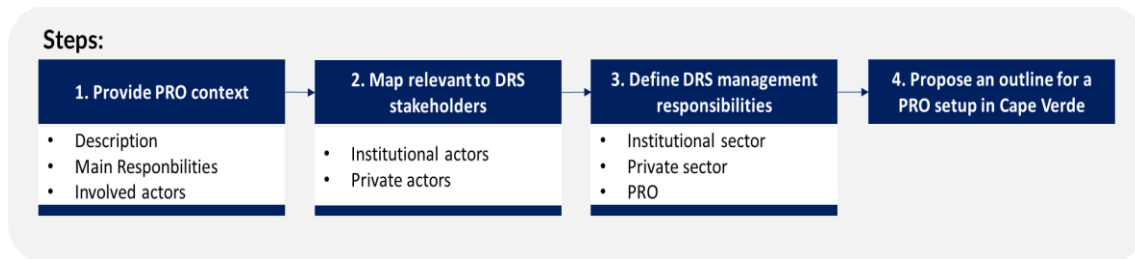 Steps:
1. Provide PRO context
• Description
• Main Responbilities
• Involved actors
2. Map relevant to DRS
stakeholders
• Institutional actors
• Private actors
3. Define DRS management
responsibilities
• Institutional sector
• Private sector
• PRO
4. Propose an outline for a
PRO setup in Cape Verde